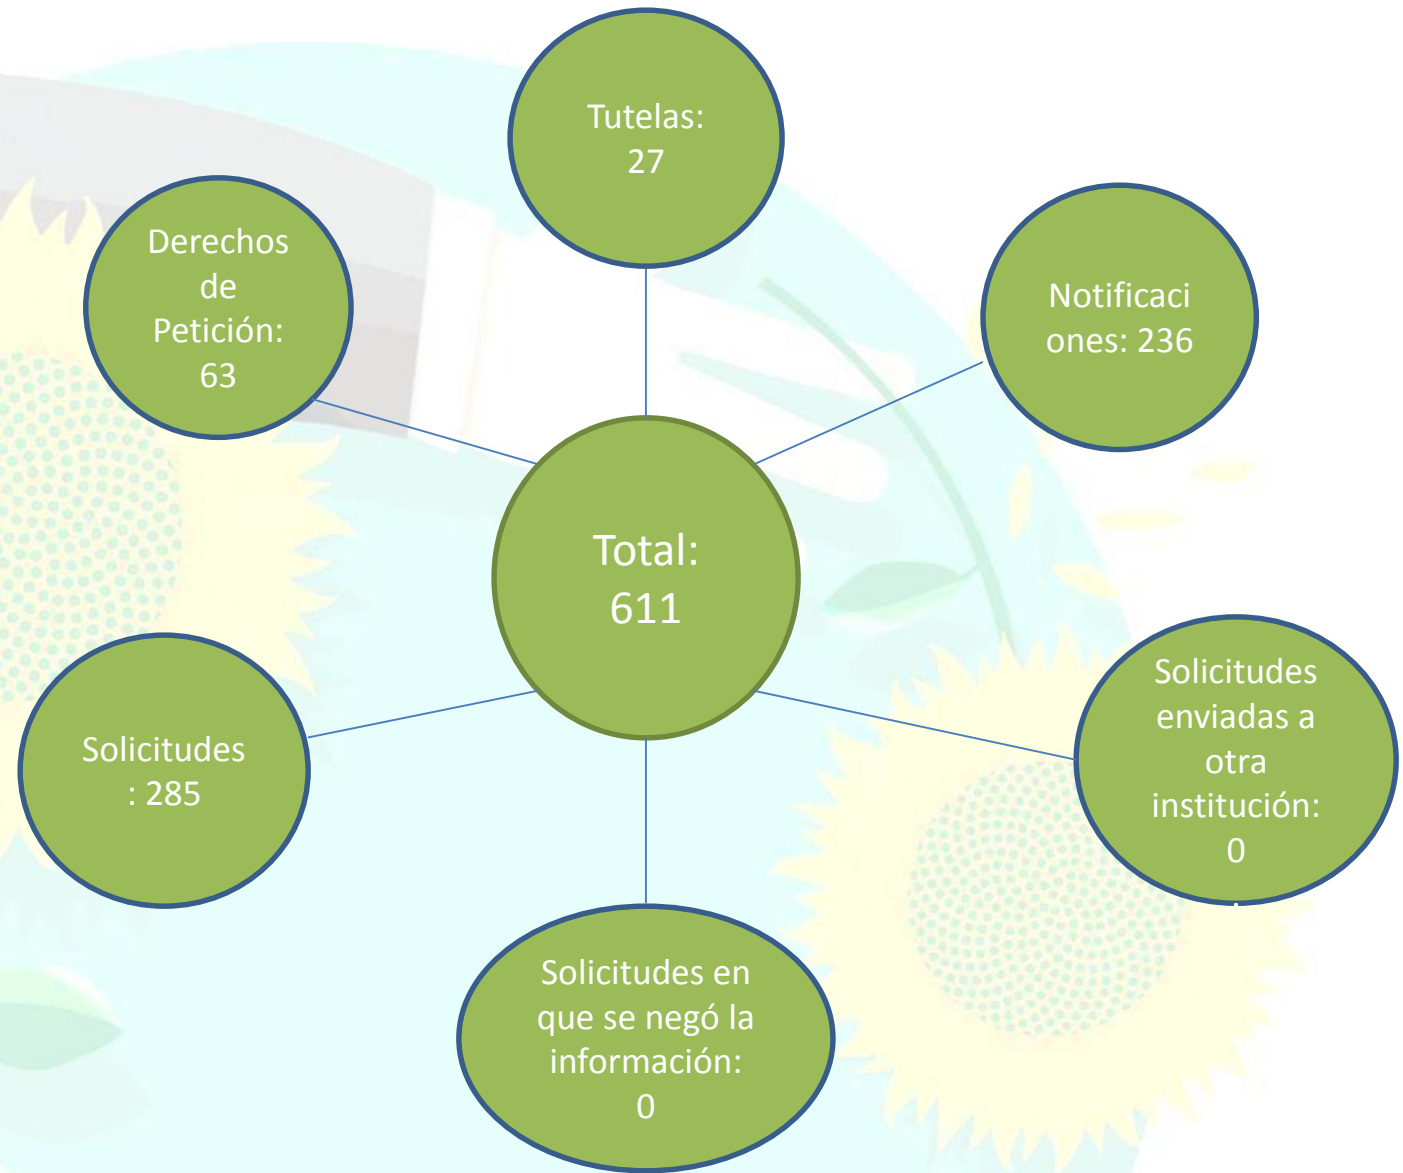 Tutelas:
27
Derechos
de
Petición:
63
Notificaci
ones: 236
Total:
611
Solicitudes
: 285
Solicitudes
enviadas a
otra
institución:
0
.
Solicitudes en
que se negó la
información:
0